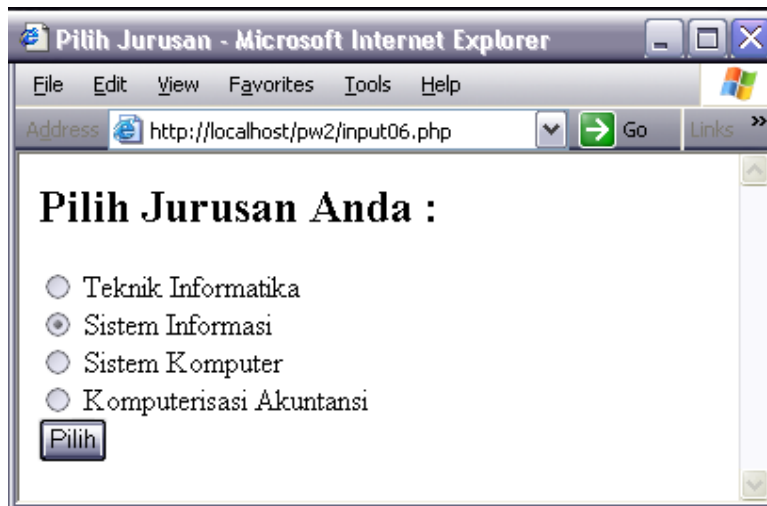 Pilih Jurusan - Microsoft Internet Explorer
File Edit View Favorites Tools Help
Address http://localhost/pw2/input06.php Go Links »
Pilih Jurusan Anda :
Teknik Informatika
Sistem Informasi
Sistem Komputer
Komputerisasi Akuntansi
Pilih